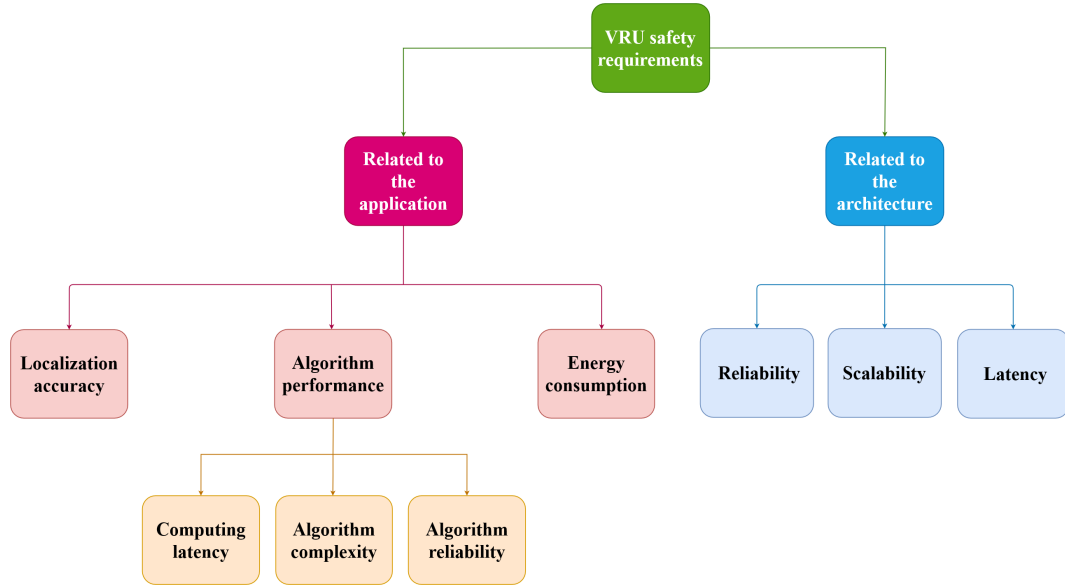 VRU safety
requirements
Related to
the
application
Related to
the
architecture
Localization
accuracy
Algorithm
performance
Energy
consumption
Reliability
Scalability
Latency
Computing
latency
Algorithm
complexity
Algorithm
reliability